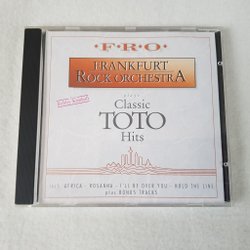 ·F·R·O·
FRANKFURT
ROCK ORCHESTRA
plays
Classic
TOTO
Hits
incl. AFRICA · ROSANNA · I'LL BE OVER YOU · HOLD THE LINE
plus BONUS TRACKS